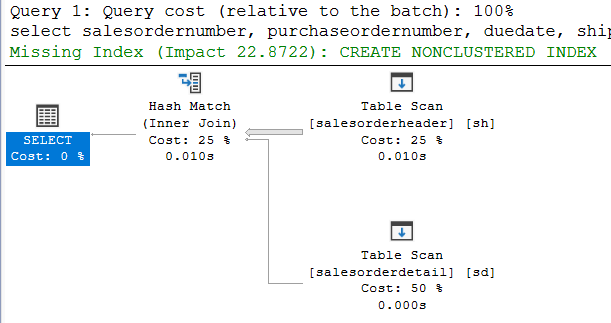 Query 1: Query cost (relative to the batch): 100%
select salesordernumber, purchaseordernumber, duedate,
Missing Index (Impact 22.8722): CREATE NONCLUSTERED INDEX
SELECT
Cost: 0 %
Hash Match
(Inner Join)
Cost: 25 %
0.010s
Table Scan
[salesorderheader] [sh]
Cost: 25 %
0.010s
Table Scan
[salesorderdetail] [sd]
Cost: 50 %
0.000s